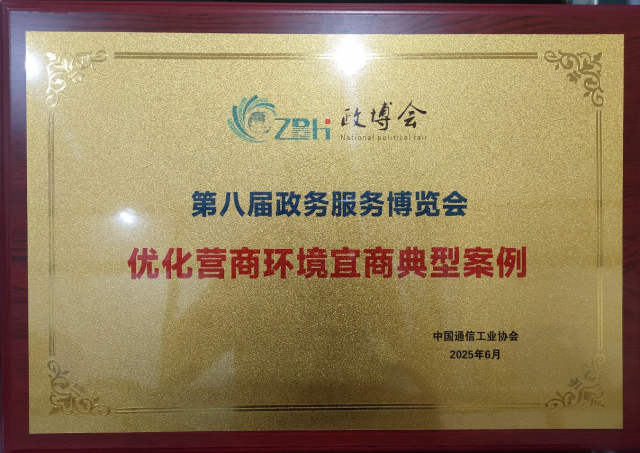 ZBH 政博会
National political fair
第八届政务服务博览会
优化营商环境宜商典型案例
中国通信工业协会
2025年6月